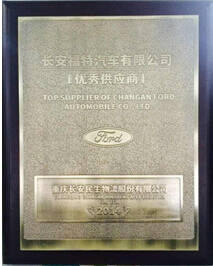 长安福特汽车有限公司
优秀供应商
TOP SUPPLIER OF CHANGAN FORD
AUTOMOBILE CO., LTD
Ford
重庆长安民生物流股份有限公司
2014